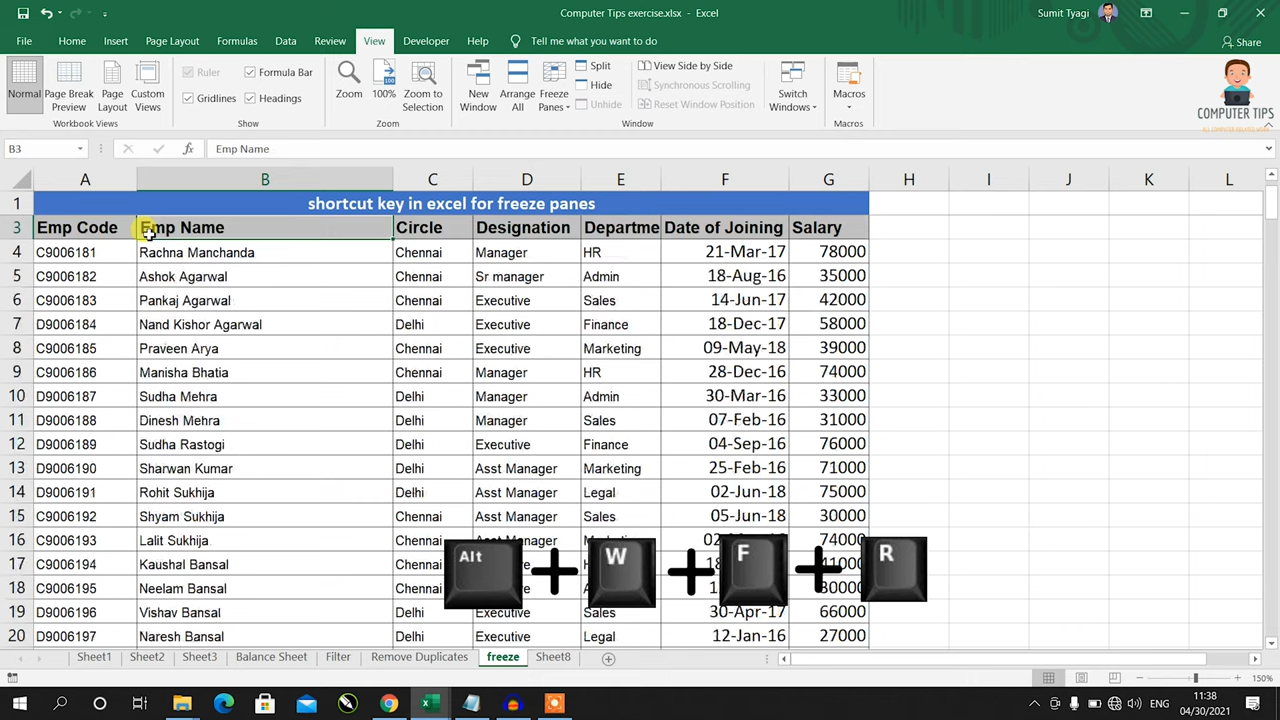 Computer Tips exercise.xlsx - Excel
Sumit Tyagi
File Home Insert Page Layout Formulas Data Review View Developer Help Tell me what you want to do Share
Normal Page Break Preview Page Layout Custom Views
Workbook Views
Ruler Formula Bar
Gridlines Headings
Show
Zoom 100% Zoom to Selection
Zoom
New Window Arrange All Freeze Panes
Split
Hide
Unhide
View Side by Side
Synchronous Scrolling
Reset Window Position
Window
Switch Windows
Macros
Macros
COMPUTER TIPS
B3 fx Emp Name
A B C D E F G H I J K L
1 shortcut key in excel for freeze panes
3 Emp Code Emp Name Circle Designation Departme Date of Joining Salary
4 C9006181 Rachna Manchanda Chennai Manager HR 21-Mar-17 78000
5 C9006182 Ashok Agarwal Chennai Sr manager Admin 18-Aug-16 35000
6 C9006183 Pankaj Agarwal Chennai Executive Sales 14-Jun-17 42000
7 D9006184 Nand Kishor Agarwal Delhi Executive Finance 18-Dec-17 58000
8 C9006185 Praveen Arya Chennai Executive Marketing 09-May-18 39000
9 C9006186 Manisha Bhatia Chennai Manager HR 28-Dec-16 74000
10 D9006187 Sudha Mehra Delhi Manager Admin 30-Mar-16 33000
11 D9006188 Dinesh Mehra Delhi Manager Sales 07-Feb-16 31000
12 D9006189 Sudha Rastogi Delhi Executive Finance 04-Sep-16 76000
13 D9006190 Sharwan Kumar Delhi Asst Manager Marketing 25-Feb-16 71000
14 D9006191 Rohit Sukhija Delhi Asst Manager Legal 02-Jun-18 75000
15 C9006192 Shyam Sukhija Chennai Asst Manager Sales 05-Jun-18 30000
16 C9006193 Lalit Sukhija Chennai 74000
17 C9006194 Kaushal Bansal Chennai
18 C9006195 Neelam Bansal Chennai
19 D9006196 Vishav Bansal Delhi Executive Sales 30-Apr-17 66000
20 D9006197 Naresh Bansal Delhi Executive Legal 12-Jan-16 27000
Alt + W + F + R
Sheet1 Sheet2 Sheet3 Balance Sheet Filter Remove Duplicates freeze Sheet8
150%
ENG
11:38
04/30/2021